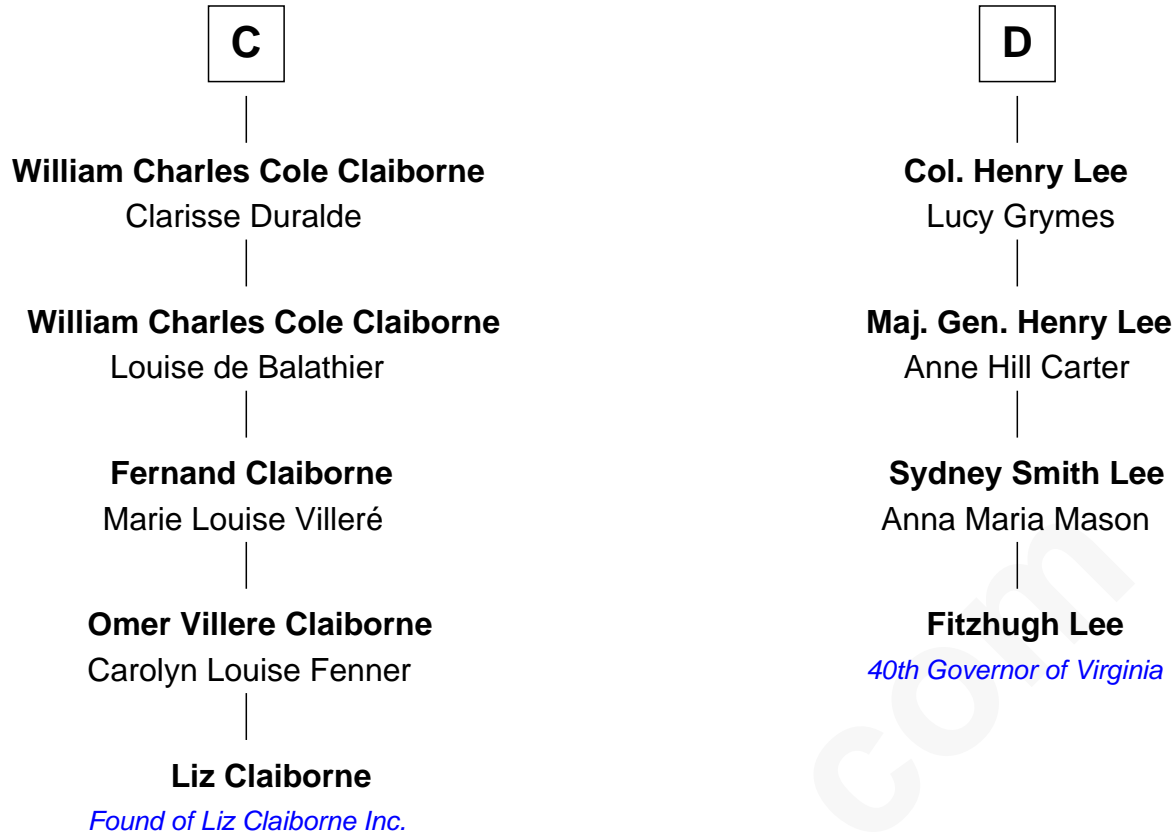 C
William Charles Cole Claiborne
Clarisse Duralde
William Charles Cole Claiborne
Louise de Balathier
Fernand Claiborne
Marie Louise Villeré
Omer Villere Claiborne
Carolyn Louise Fenner
Liz Claiborne
Found of Liz Claiborne Inc.
D
Col. Henry Lee
Lucy Grymes
Maj. Gen. Henry Lee
Anne Hill Carter
Sydney Smith Lee
Anna Maria Mason
Fitzhugh Lee
40th Governor of Virginia
com